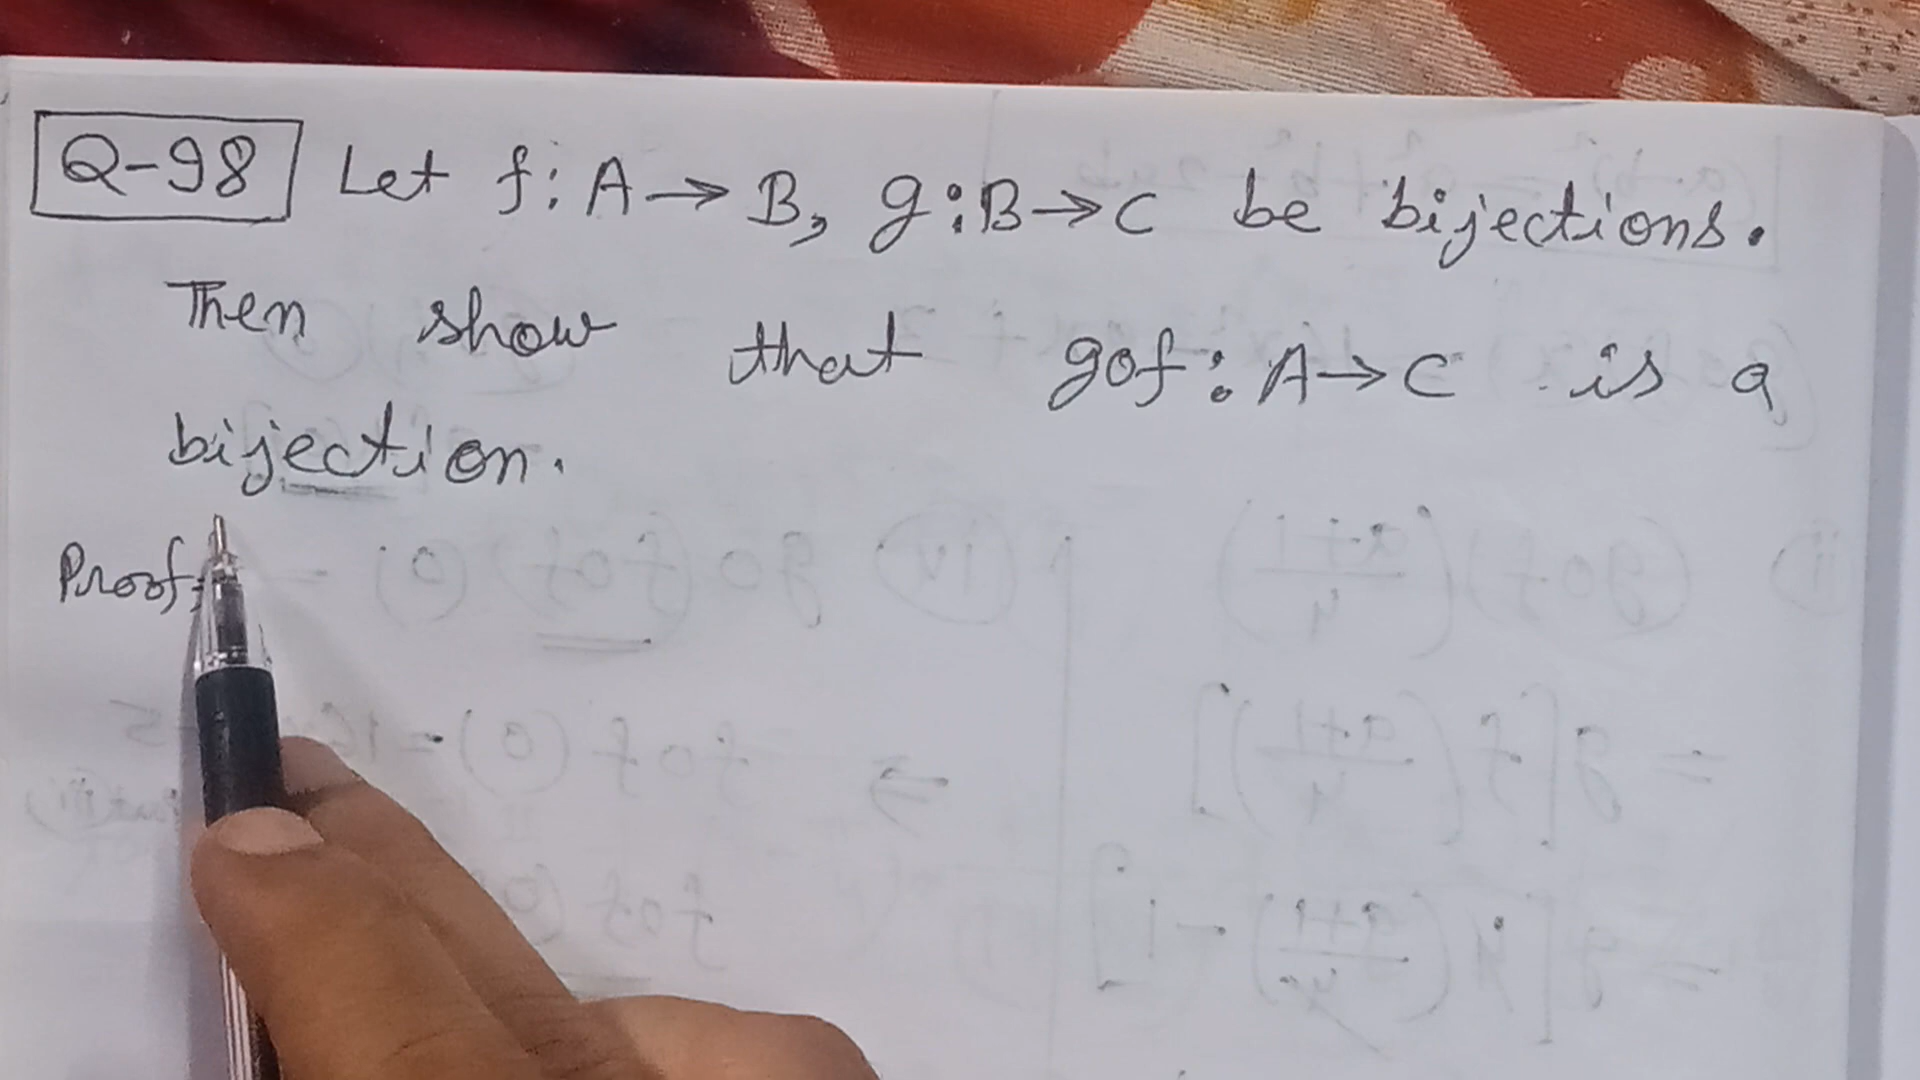 Q-98 Let f: A→B, g:B→C be bijections.
Then show that gof: A→C is a
bijection.
Proof: